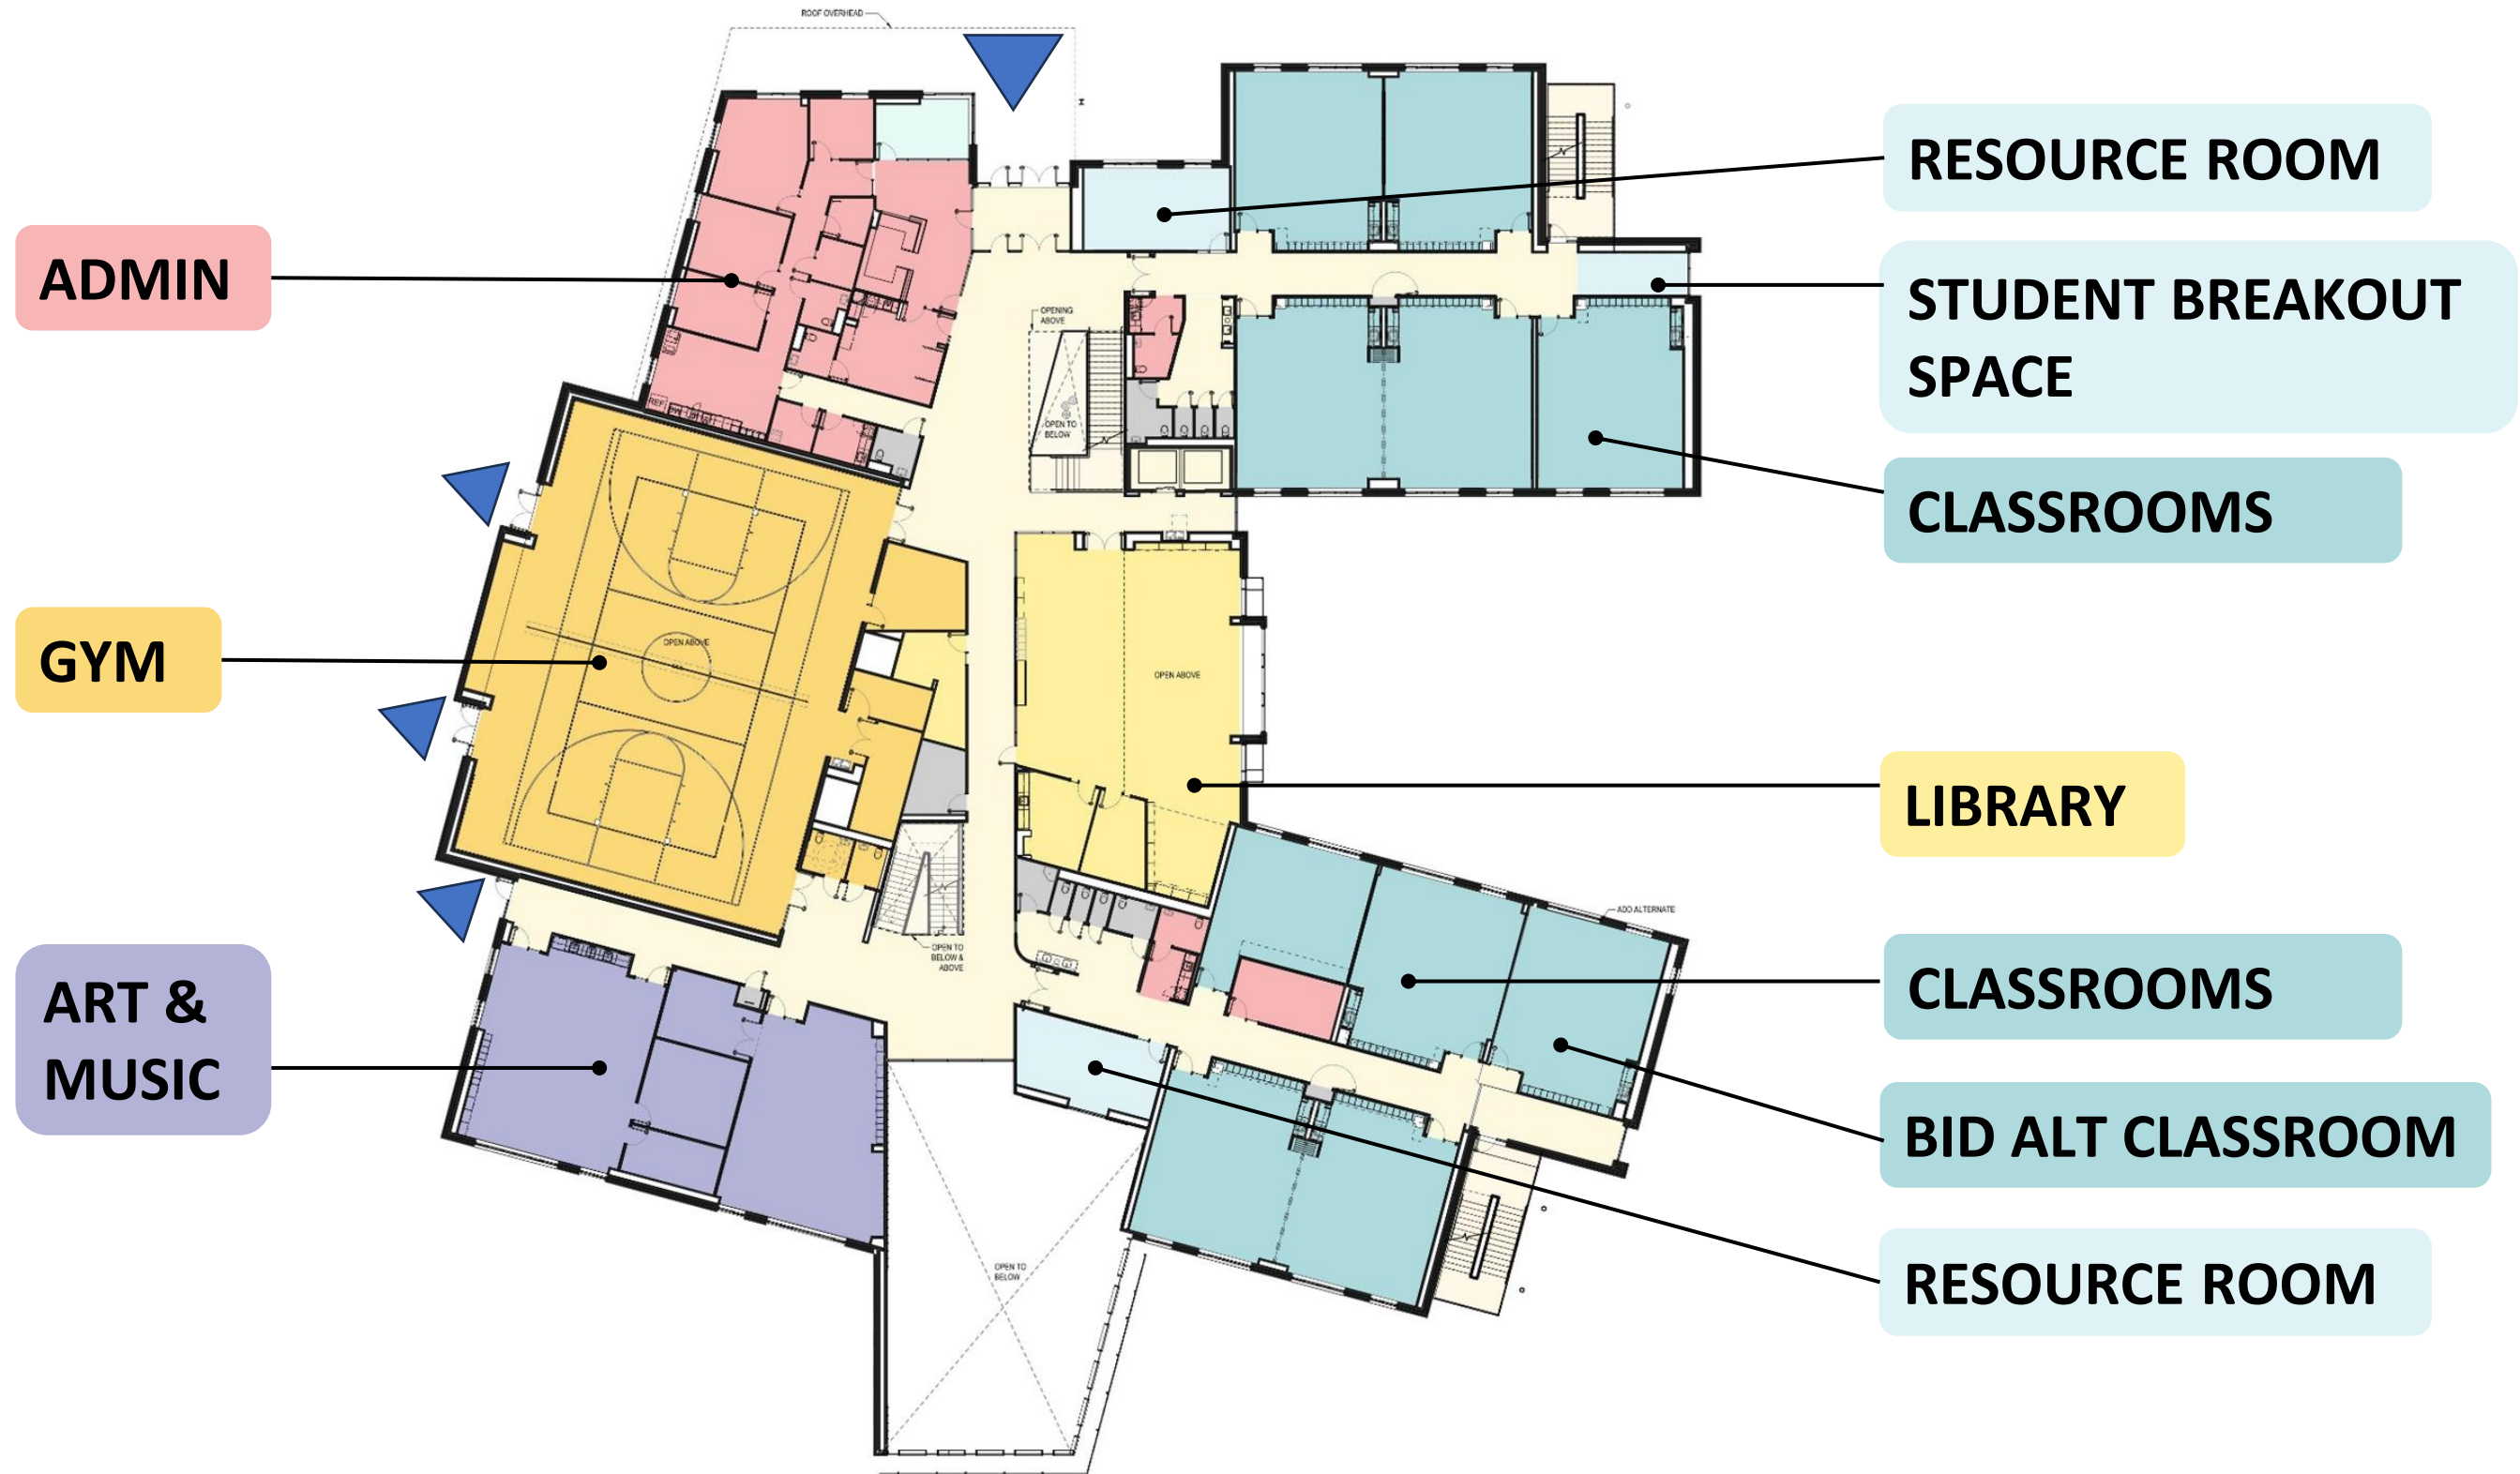 ROOF OVERHEAD
RESOURCE ROOM
ADMIN
STUDENT BREAKOUT
SPACE
OPENING
ABOVE
REF.
OPEN TO
BELOW
CLASSROOMS
GYM
OPEN ABOVE
OPEN ABOVE
LIBRARY
ADD ALTERNATE
OPEN TO
BELOW &
ABOVE
CLASSROOMS
ART &
MUSIC
BID ALT CLASSROOM
OPEN TO
BELOW
RESOURCE ROOM